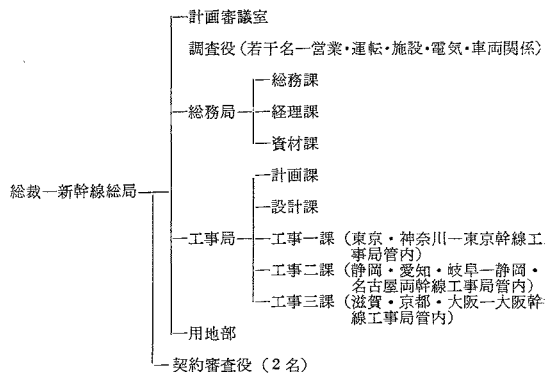 計画審議室
調査役(若干名―営業・運転・施設・電気・車両関係)
総務課
総務局
経理課
資材課
計画課
設計課
総裁―新幹線総局
工事局
工事一課(東京・神奈川―東京幹線工
事局管内)
工事二課(静岡・愛知・岐阜―静岡・
名古屋両幹線工事局管内)
工事三課(滋賀・京都・大阪―大阪幹
線工事局管内)
用地部
契約審査役(2名)